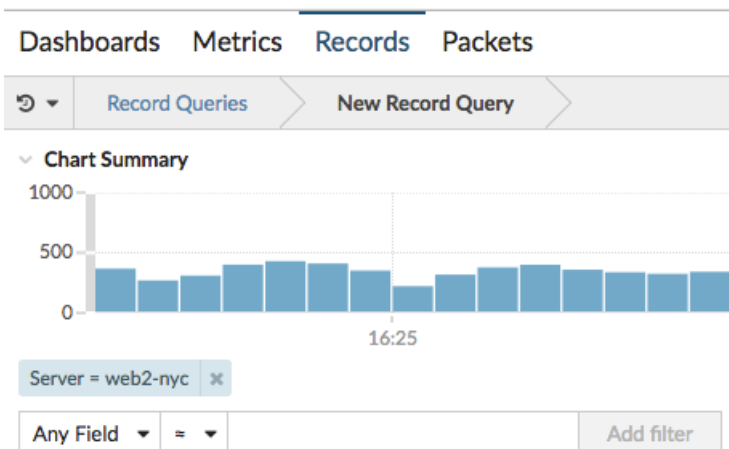 Dashboards Metrics Records Packets
Record Queries New Record Query
Chart Summary
1000
500
0
16:25
Server = web2-nyc ×
Any Field ≈ Add filter